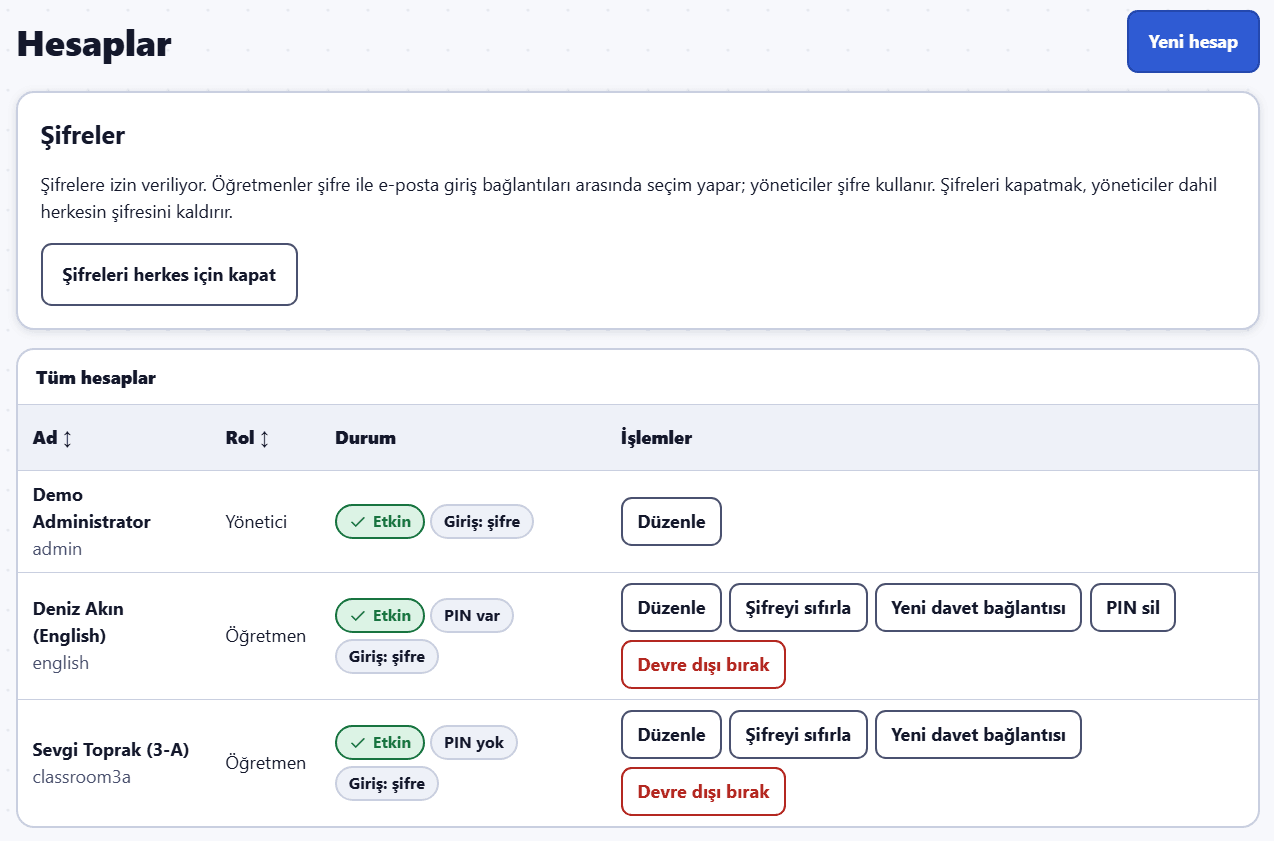 Hesaplar
Yeni hesap
Şifreler
Şifrelere izin veriliyor. Öğretmenler şifre ile e-posta giriş bağlantıları arasında seçim yapar; yöneticiler şifre kullanır. Şifreleri kapatmak, yöneticiler dahil
herkesin şifresini kaldırır.
Şifreleri herkes için kapat
Tüm hesaplar
Ad ↕ Rol ↕ Durum İşlemler
Demo
Administrator
admin
Yönetici
Etkin Giriş: şifre
Düzenle
Deniz Akın
(English)
english
Öğretmen
Etkin PIN var
Giriş: şifre
Düzenle Şifreyi sıfırla Yeni davet bağlantısı PIN sil
Devre dışı bırak
Sevgi Toprak (3-A)
classroom3a
Öğretmen
Etkin PIN yok
Giriş: şifre
Düzenle Şifreyi sıfırla Yeni davet bağlantısı
Devre dışı bırak